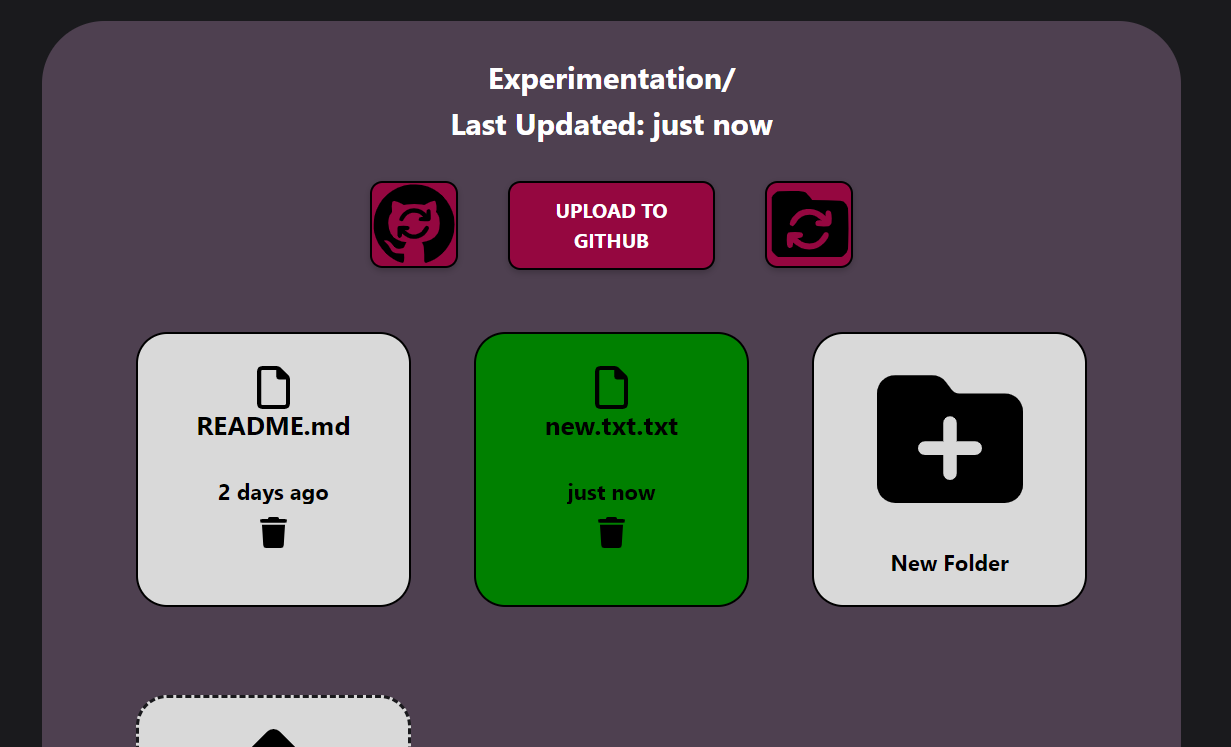 Experimentation/
Last Updated: just now
UPLOAD TO
GITHUB
README.md
2 days ago
new.txt.txt
just now
New Folder